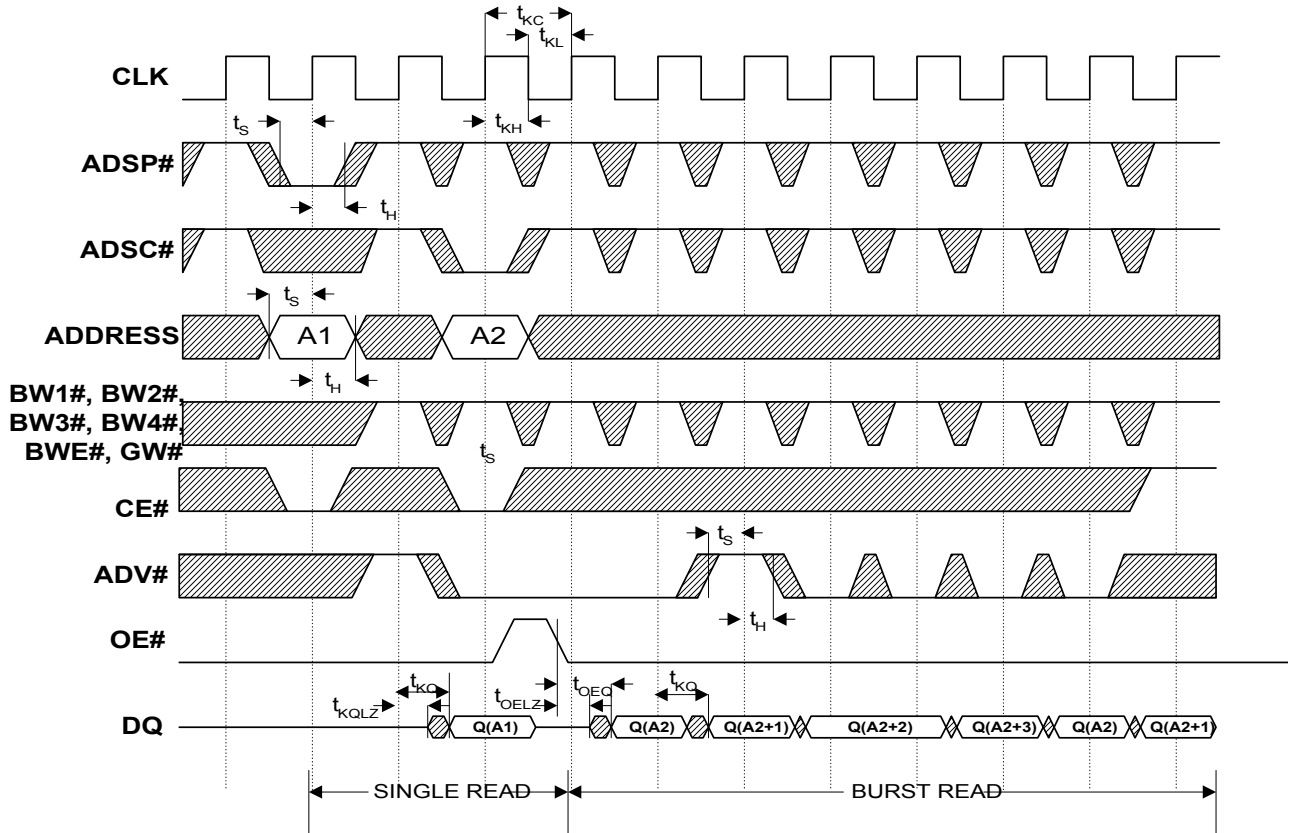 tKC
tKL
CLK
tS
tKH
ADSP#
tH
ADSC#
tS
ADDRESS
A1
A2
tH
BW1#, BW2#,
BW3#, BW4#,
BWE#, GW#
tS
CE#
tS
ADV#
tH
OE#
tKQ
tOEQ
tKQ
tKQLZ
tOELZ
DQ
Q(A1)
Q(A2)
Q(A2+1)
Q(A2+2)
Q(A2+3)
Q(A2)
Q(A2+1)
SINGLE READ
BURST READ